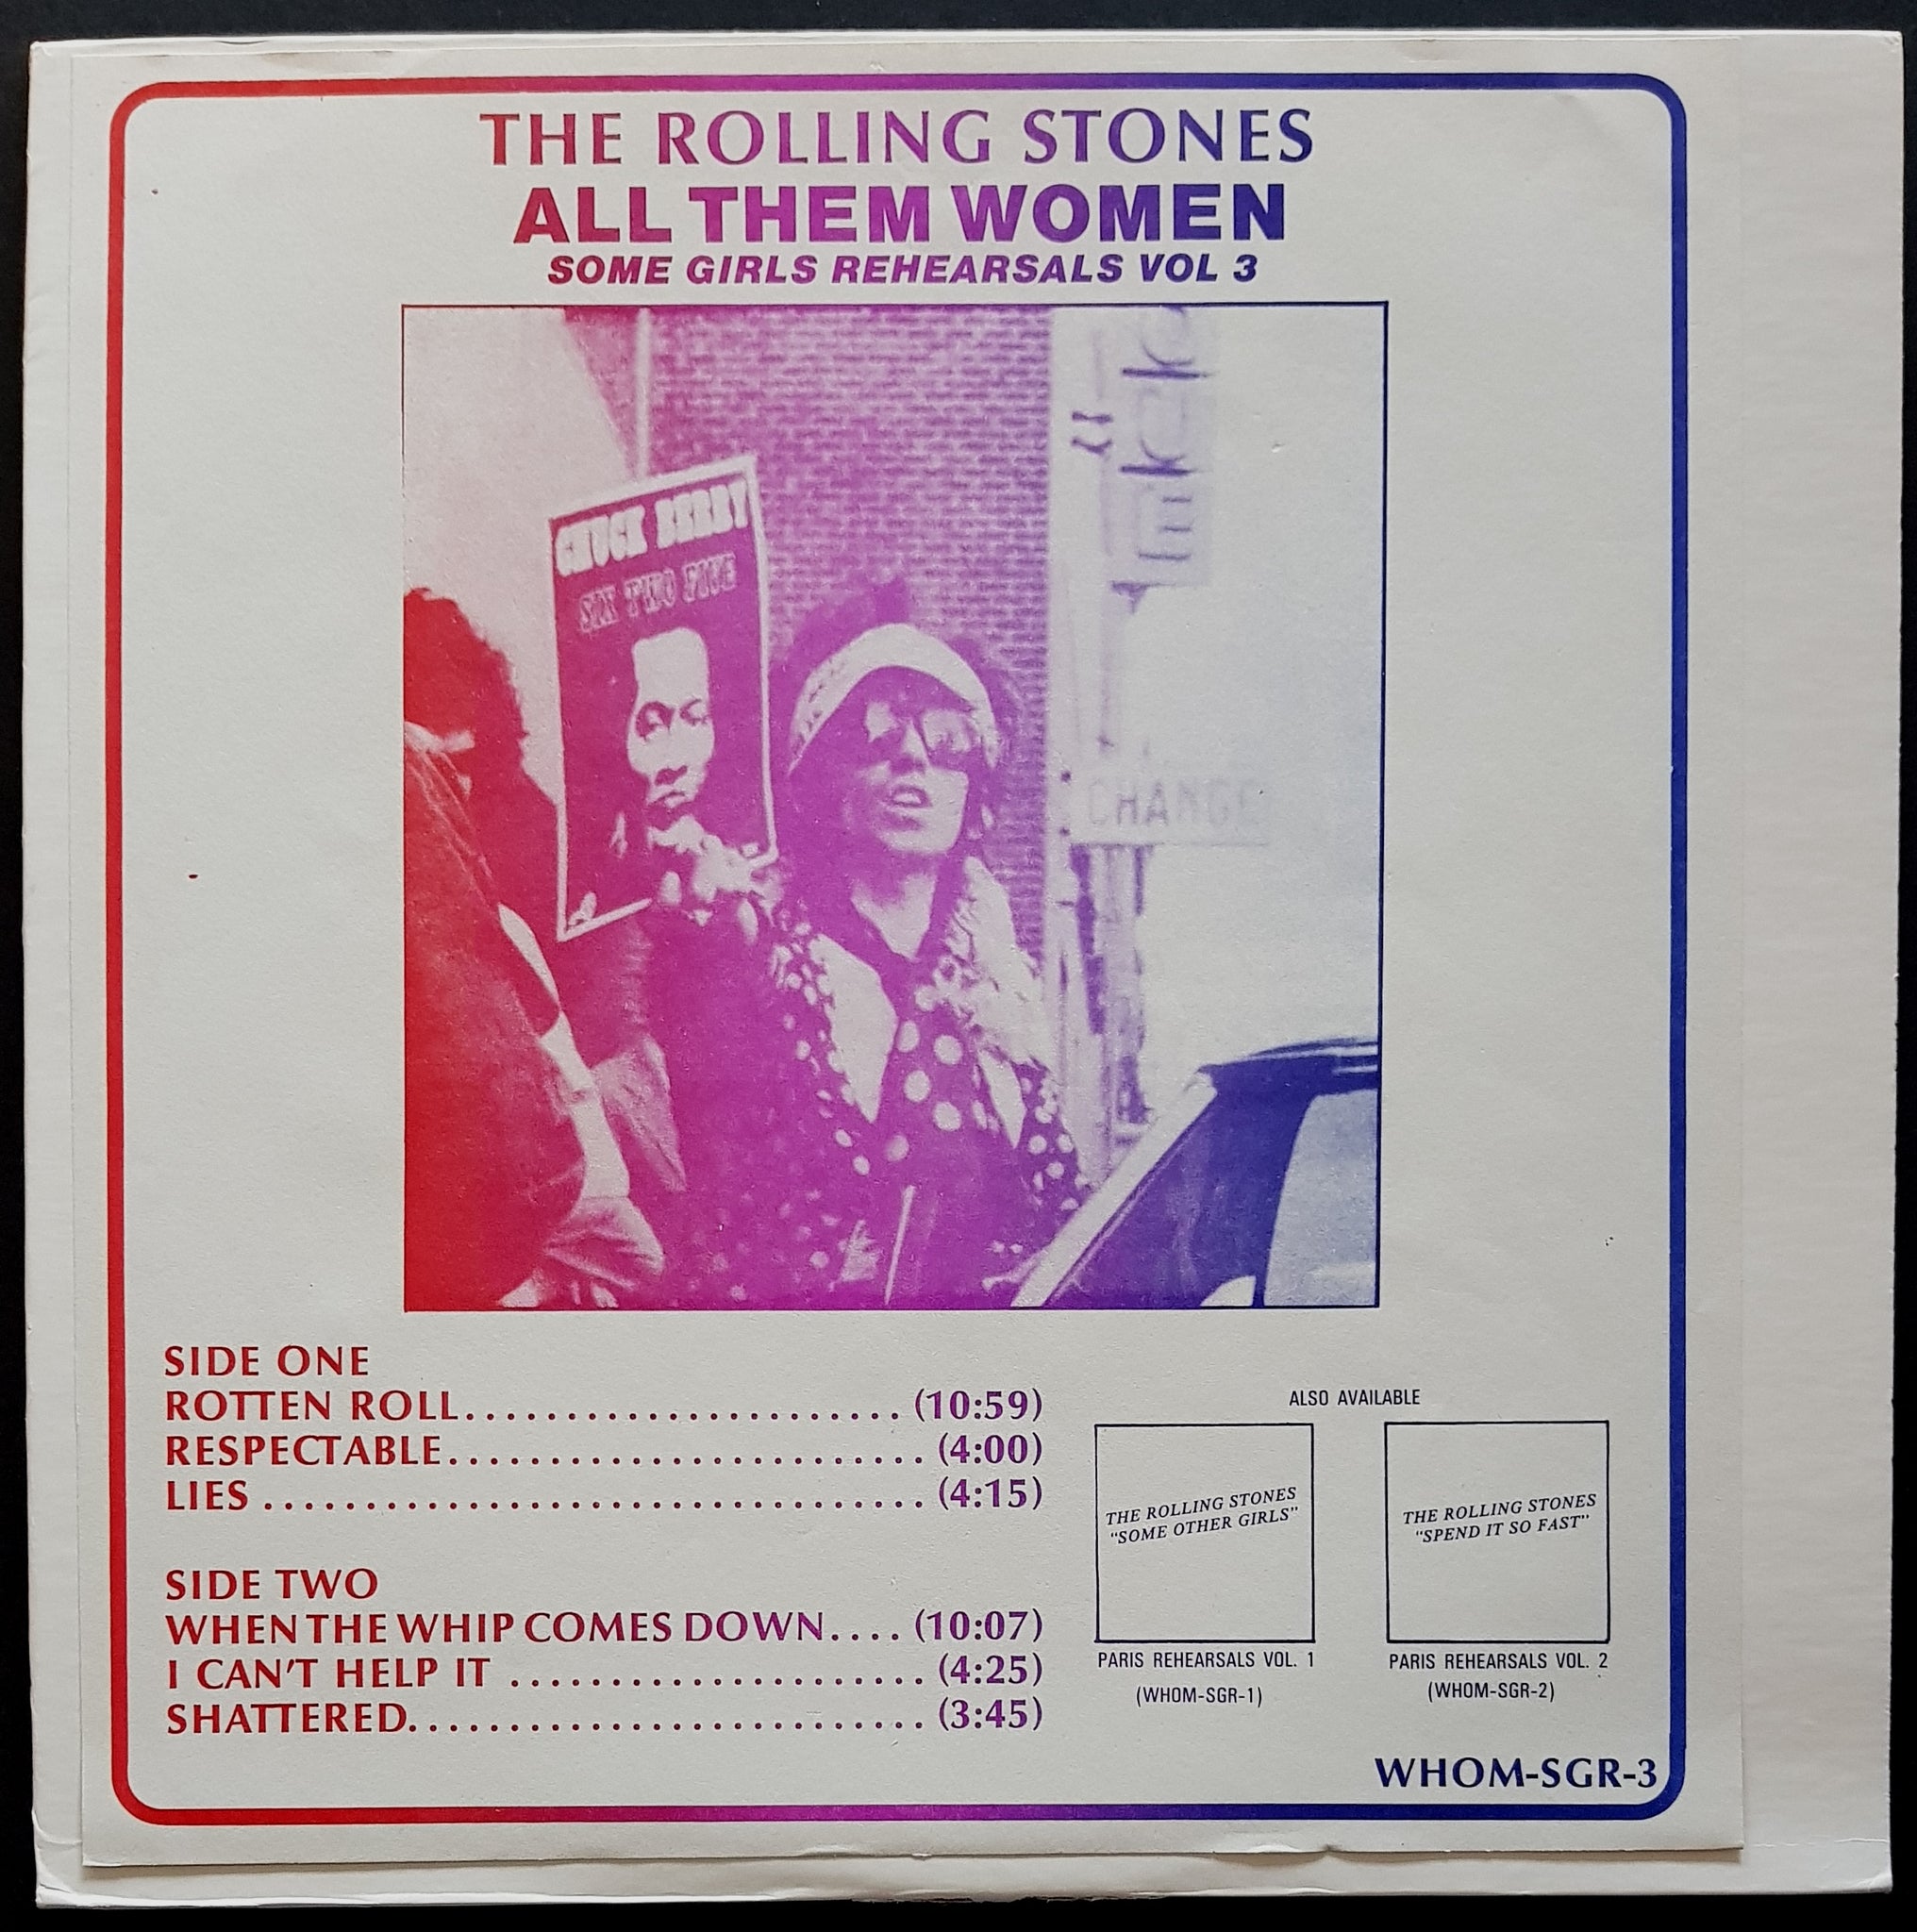 THE ROLLING STONES
ALL THEM WOMEN
SOME GIRLS REHEARSALS VOL 3
CHUCK BERRY
SIX TWO FIVE
CHANGE
SIDE ONE
ROTTEN ROLL....................... (10:59)
RESPECTABLE............................ (4:00)
LIES ....................................... (4:15)
SIDE TWO
WHEN THE WHIP COMES DOWN.... (10:07)
I CAN'T HELP IT ........................ (4:25)
SHATTERED.............................. (3:45)
ALSO AVAILABLE
THE ROLLING STONES
"SOME OTHER GIRLS"
PARIS REHEARSALS VOL. 1
(WHOM-SGR-1)
THE ROLLING STONES
"SPEND IT SO FAST"
PARIS REHEARSALS VOL. 2
(WHOM-SGR-2)
WHOM-SGR-3